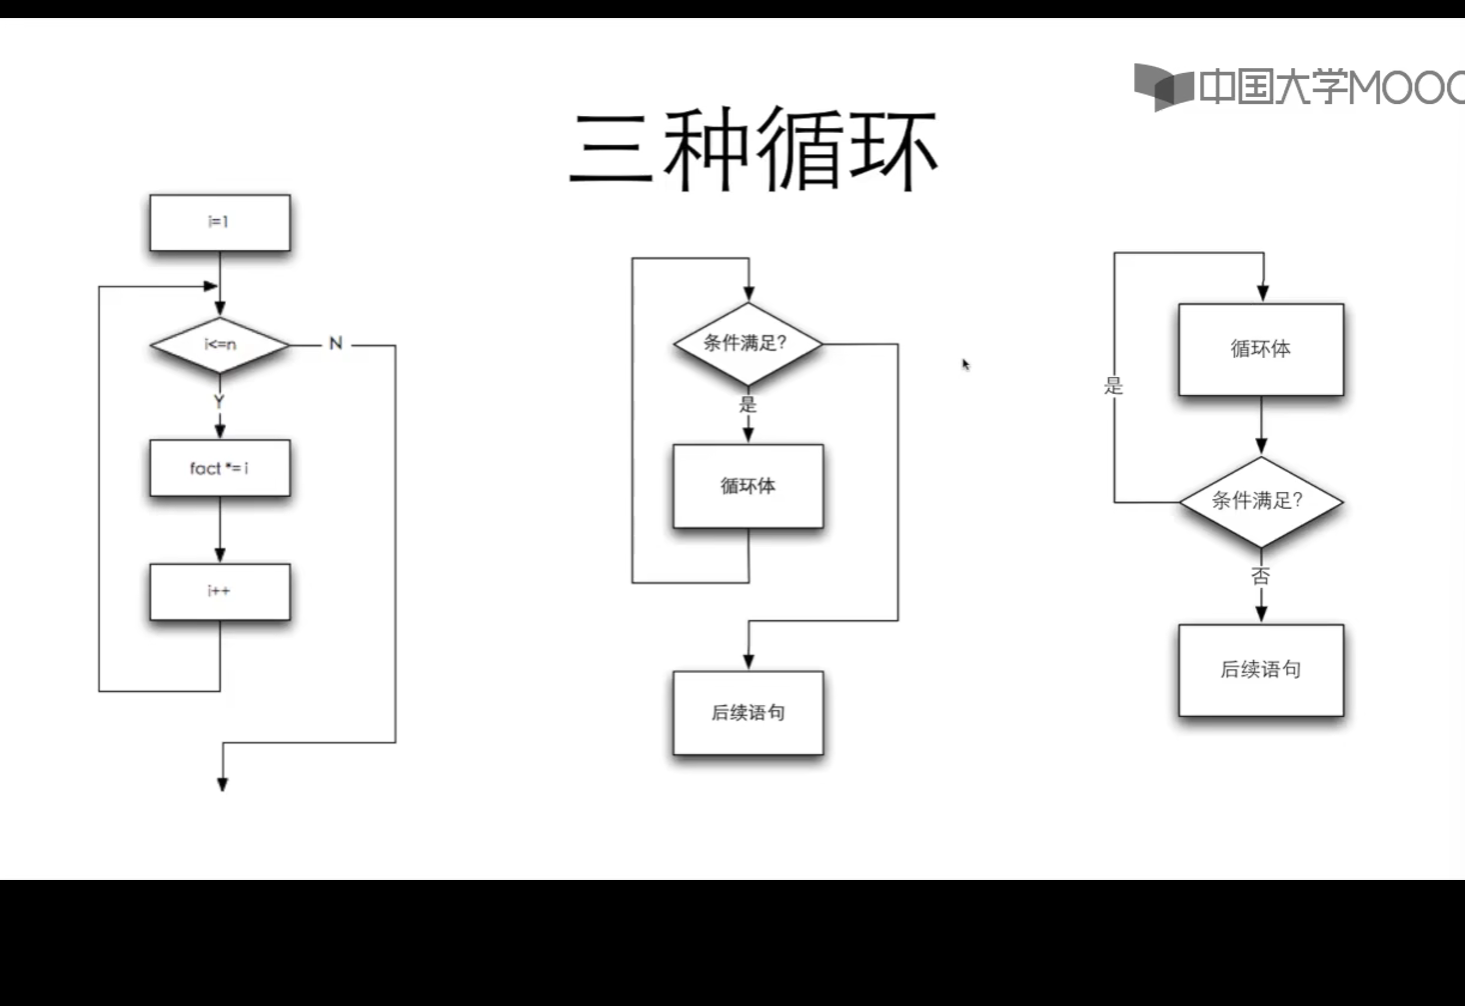 中国大学MOOC
三种循环
i=1
i<=n
N
Y
fact *= i
i++
条件满足?
是
循环体
后续语句
循环体
是
条件满足?
否
后续语句